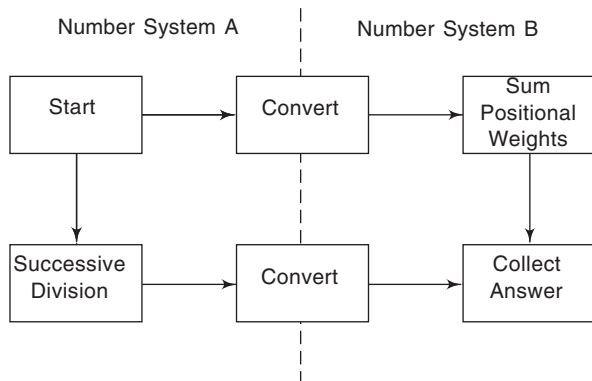 Number System A
Number System B
Start
Convert
Sum
Positional
Weights
Successive
Division
Convert
Collect
Answer